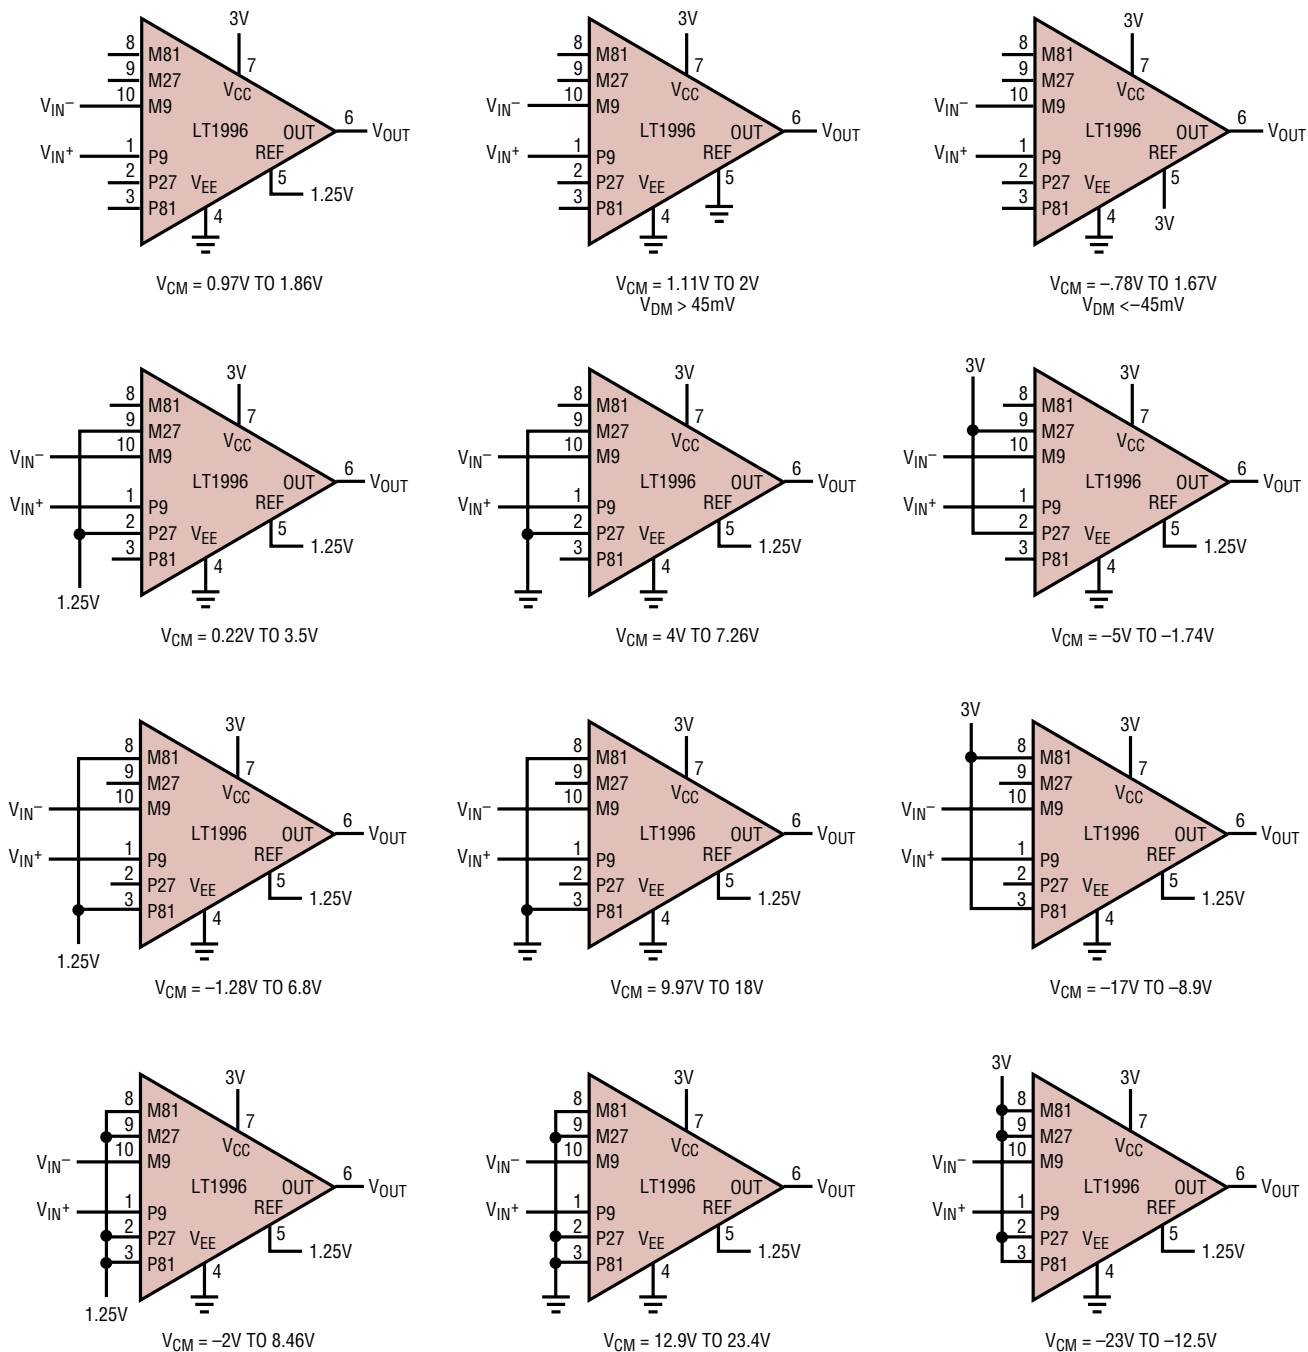 3V
8 M81
9 M27
7
VCC
10 M9
VIN–
LT1996
OUT 6 VOUT
VIN+
1 P9
REF
2 P27
5
VEE
1.25V
3 P81
4
VCM = 0.97V TO 1.86V
3V
8 M81
9 M27
7
VCC
10 M9
VIN–
LT1996
OUT 6 VOUT
VIN+
1 P9
REF
2 P27
5
VEE
3 P81
4
VCM = 1.11V TO 2V
VDM > 45mV
3V
8 M81
9 M27
7
VCC
10 M9
VIN–
LT1996
OUT 6 VOUT
VIN+
1 P9
REF
2 P27
5
VEE
3 P81
4
3V
VCM = –.78V TO 1.67V
VDM <–45mV
3V
8 M81
9 M27
7
VCC
10 M9
VIN–
LT1996
OUT 6 VOUT
VIN+
1 P9
REF
2 P27
5
VEE
1.25V
3 P81
4
1.25V
VCM = 0.22V TO 3.5V
3V
8 M81
9 M27
7
VCC
10 M9
VIN–
LT1996
OUT 6 VOUT
VIN+
1 P9
REF
2 P27
5
VEE
1.25V
3 P81
4
VCM = 4V TO 7.26V
3V
3V
8 M81
9 M27
7
VCC
10 M9
VIN–
LT1996
OUT 6 VOUT
VIN+
1 P9
REF
2 P27
5
VEE
1.25V
3 P81
4
VCM = –5V TO –1.74V
3V
8 M81
9 M27
7
VCC
10 M9
VIN–
LT1996
OUT 6 VOUT
VIN+
1 P9
REF
2 P27
5
VEE
1.25V
3 P81
4
1.25V
VCM = –1.28V TO 6.8V
3V
8 M81
9 M27
7
VCC
10 M9
VIN–
LT1996
OUT 6 VOUT
VIN+
1 P9
REF
2 P27
5
VEE
1.25V
3 P81
4
VCM = 9.97V TO 18V
3V
3V
8 M81
9 M27
7
VCC
10 M9
VIN–
LT1996
OUT 6 VOUT
VIN+
1 P9
REF
2 P27
5
VEE
1.25V
3 P81
4
VCM = –17V TO –8.9V
3V
8 M81
9 M27
7
VCC
10 M9
VIN–
LT1996
OUT 6 VOUT
VIN+
1 P9
REF
2 P27
5
VEE
1.25V
3 P81
4
1.25V
VCM = –2V TO 8.46V
3V
8 M81
9 M27
7
VCC
10 M9
VIN–
LT1996
OUT 6 VOUT
VIN+
1 P9
REF
2 P27
5
VEE
1.25V
3 P81
4
VCM = 12.9V TO 23.4V
3V
3V
8 M81
9 M27
7
VCC
10 M9
VIN–
LT1996
OUT 6 VOUT
VIN+
1 P9
REF
2 P27
5
VEE
1.25V
3 P81
4
VCM = –23V TO –12.5V